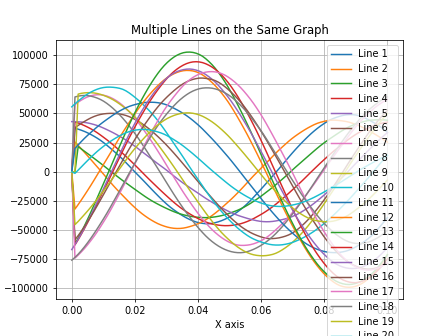 Multiple Lines on the Same Graph
100000
75000
50000
25000
0
−25000
−50000
−75000
−100000
0.00
0.02
0.04
0.06
0.08
0.10
X axis
Line 1
Line 2
Line 3
Line 4
Line 5
Line 6
Line 7
Line 8
Line 9
Line 10
Line 11
Line 12
Line 13
Line 14
Line 15
Line 16
Line 17
Line 18
Line 19
Line 20